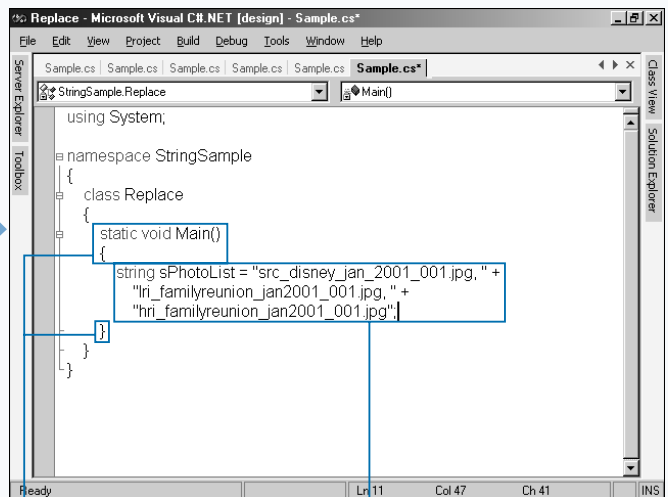 Replace - Microsoft Visual C#.NET [design] - Sample.cs*
File Edit View Project Build Debug Tools Window Help
Server Explorer
Toolbox
Sample.cs Sample.cs Sample.cs Sample.cs Sample.cs Sample.cs*
StringSample.Replace Main()
using System;
namespace StringSample
{
class Replace
{
static void Main()
{
string sPhotoList = "src_disney_jan_2001_001.jpg, " +
"lri_familyreunion_jan2001_001.jpg, " +
"hri_familyreunion_jan2001_001.jpg";
}
}
}
Class View
Solution Explorer
Ready Ln 11 Col 47 Ch 41 INS